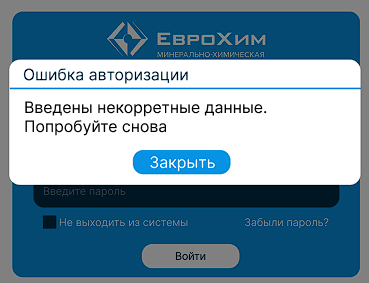 ЕвроХим
МИНЕРАЛЬНО-ХИМИЧЕСКАЯ
Ошибка авторизации
Введены некорретные данные.
Попробуйте снова
Закрыть
Введите пароль
Не выходить из системы
Забыли пароль?
Войти